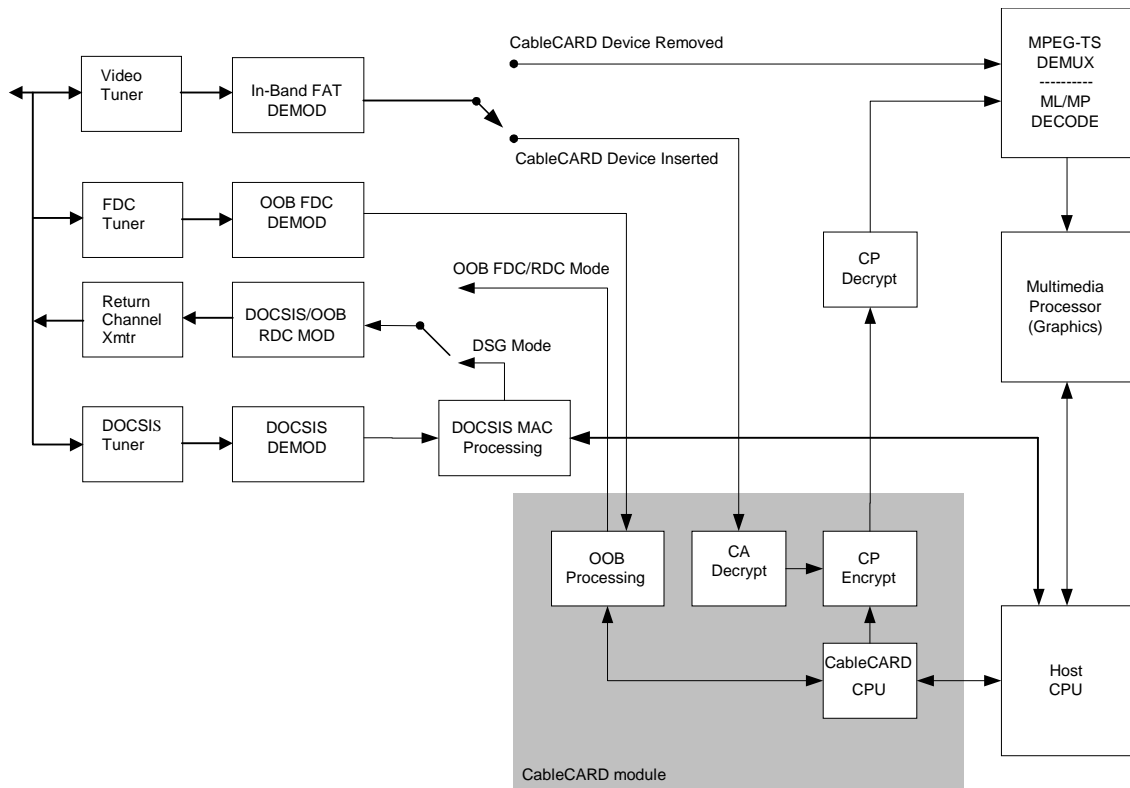 CableCARD Device Removed
MPEG-TS
DEMUX
----------
ML/MP
DECODE
Video
Tuner
In-Band FAT
DEMOD
CableCARD Device Inserted
FDC
Tuner
OOB FDC
DEMOD
CP
Decrypt
OOB FDC/RDC Mode
Multimedia
Processor
(Graphics)
Return
Channel
Xmtr
DOCSIS/OOB
RDC MOD
DSG Mode
DOCSIS
Tuner
DOCSIS
DEMOD
DOCSIS MAC
Processing
OOB
Processing
CA
Decrypt
CP
Encrypt
CableCARD
CPU
Host
CPU
CableCARD module